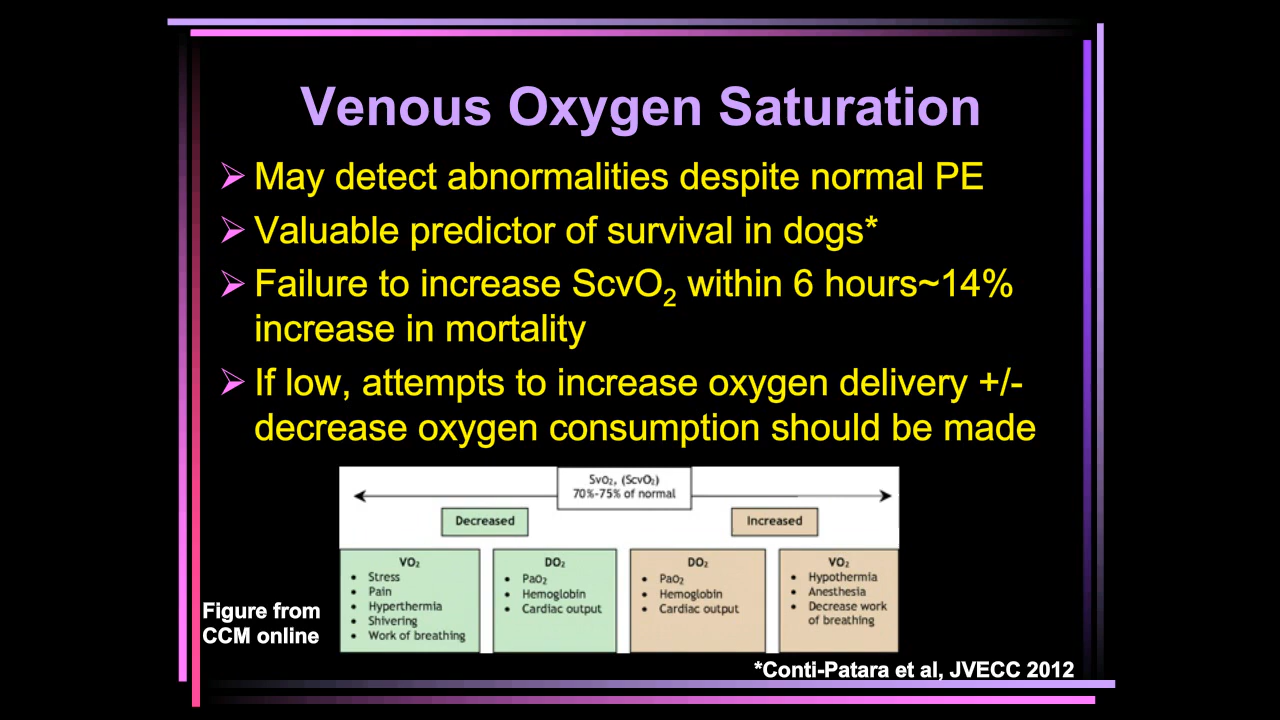 Venous Oxygen Saturation
➢ May detect abnormalities despite normal PE
➢ Valuable predictor of survival in dogs*
➢ Failure to increase ScvO₂ within 6 hours~14%
increase in mortality
➢ If low, attempts to increase oxygen delivery +/-
decrease oxygen consumption should be made
SvO₂, (ScvO₂)
70%-75% of normal
Decreased
Increased
VO₂
• Stress
• Pain
• Hyperthermia
• Shivering
• Work of breathing
DO₂
• PaO₂
• Hemoglobin
• Cardiac output
DO₂
• PaO₂
• Hemoglobin
• Cardiac output
VO₂
• Hypothermia
• Anesthesia
• Decrease work
of breathing
Figure from
CCM online
*Conti-Patara et al, JVECC 2012